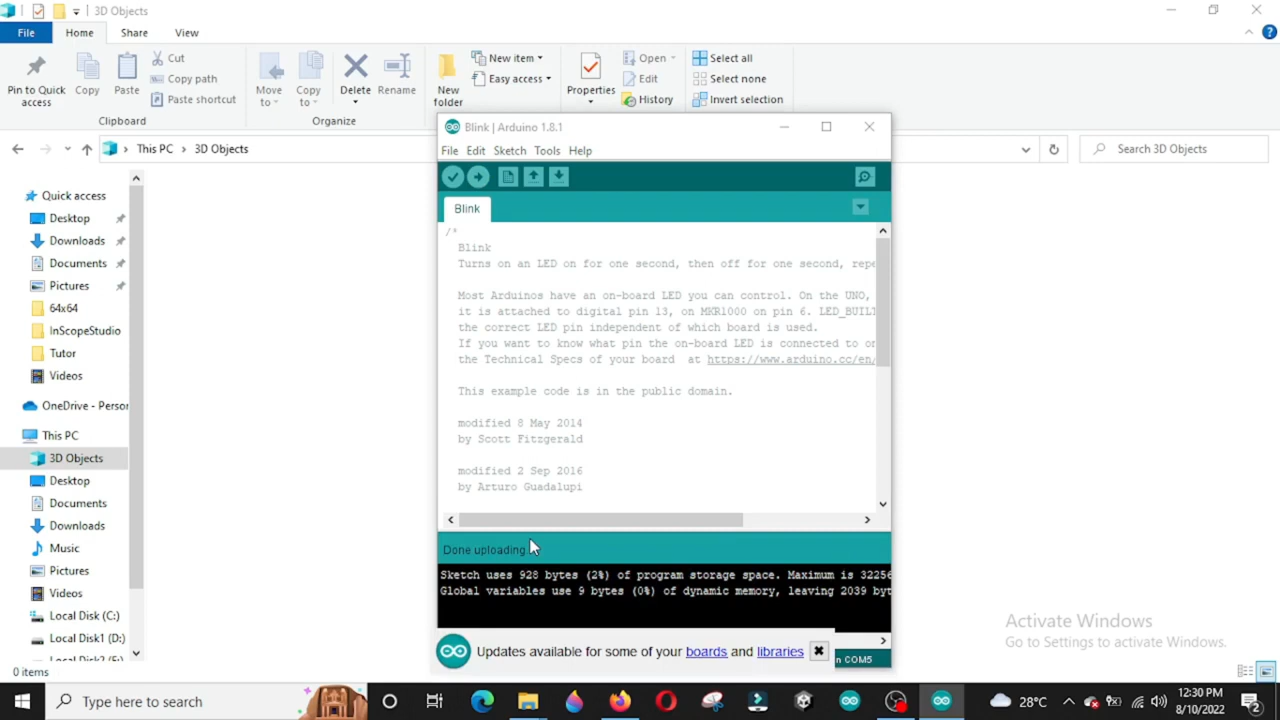 3D Objects
File Home Share View
Pin to Quick access
Copy
Paste
Cut
Copy path
Paste shortcut
Clipboard
Move to
Copy to
Delete
Rename
Organize
New folder
New item
Easy access
Properties
Open
Edit
History
Select all
Select none
Invert selection
This PC 3D Objects
Search 3D Objects
Quick access
Desktop
Downloads
Documents
Pictures
64x64
InScopeStudio
Tutor
Videos
OneDrive - Person
This PC
3D Objects
Desktop
Documents
Downloads
Music
Pictures
Videos
Local Disk (C:)
Local Disk1 (D:)
0 items
Blink | Arduino 1.8.1
File Edit Sketch Tools Help
Blink
/*
Blink
Turns on an LED on for one second, then off for one second, repe
Most Arduinos have an on-board LED you can control. On the UNO,
it is attached to digital pin 13, on MKR1000 on pin 6. LED_BUILT
the correct LED pin independent of which board is used.
If you want to know what pin the on-board LED is connected to on
the Technical Specs of your board at https://www.arduino.cc/en/
This example code is in the public domain.
modified 8 May 2014
by Scott Fitzgerald
modified 2 Sep 2016
by Arturo Guadalupi
Done uploading.
Sketch uses 928 bytes (2%) of program storage space. Maximum is 32256
Global variables use 9 bytes (0%) of dynamic memory, leaving 2039 byt
Updates available for some of your boards and libraries
n COM5
Activate Windows
Go to Settings to activate Windows.
Type here to search
28°C
12:30 PM
8/10/2022
2